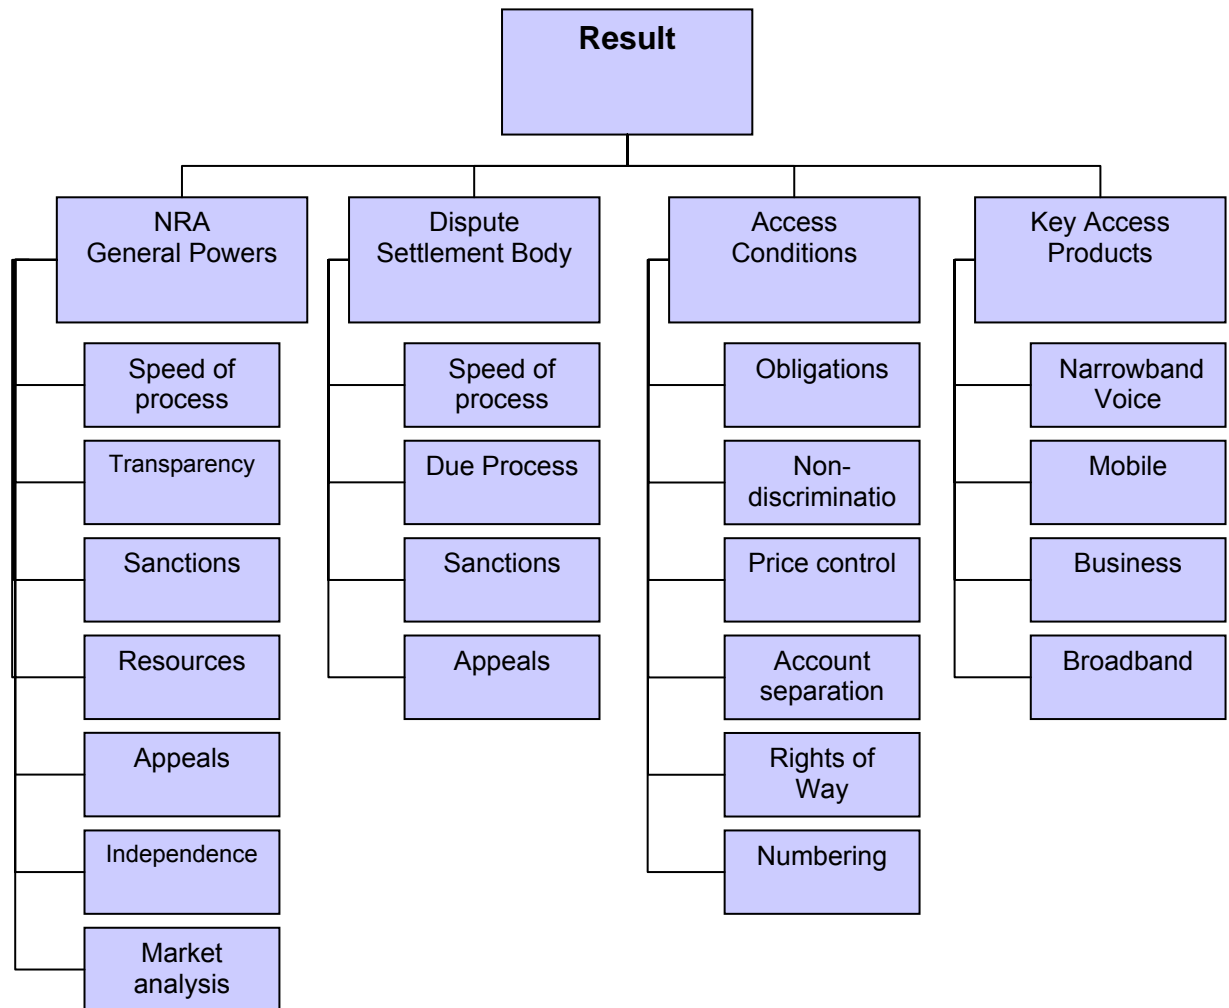 Result
NRA
General Powers
Dispute
Settlement Body
Access
Conditions
Key Access
Products
Speed of
process
Transparency
Sanctions
Resources
Appeals
Independence
Market
analysis
Speed of
process
Due Process
Sanctions
Appeals
Obligations
Non-
discriminatio
Price control
Account
separation
Rights of
Way
Numbering
Narrowband
Voice
Mobile
Business
Broadband